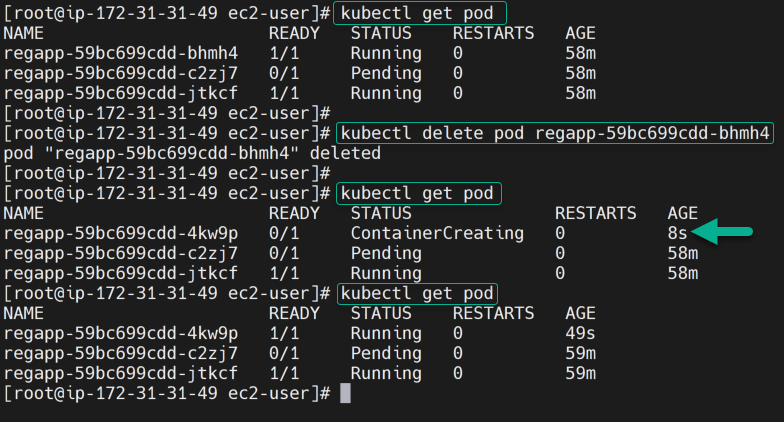 [root@ip-172-31-31-49 ec2-user]# kubectl get pod
NAME READY STATUS RESTARTS AGE
regapp-59bc699cdd-bhmh4 1/1 Running 0 58m
regapp-59bc699cdd-c2zj7 0/1 Pending 0 58m
regapp-59bc699cdd-jtkcf 1/1 Running 0 58m
[root@ip-172-31-31-49 ec2-user]#
[root@ip-172-31-31-49 ec2-user]# kubectl delete pod regapp-59bc699cdd-bhmh4
pod "regapp-59bc699cdd-bhmh4" deleted
[root@ip-172-31-31-49 ec2-user]#
[root@ip-172-31-31-49 ec2-user]# kubectl get pod
NAME READY STATUS RESTARTS AGE
regapp-59bc699cdd-4kw9p 0/1 ContainerCreating 0 8s
regapp-59bc699cdd-c2zj7 0/1 Pending 0 58m
regapp-59bc699cdd-jtkcf 1/1 Running 0 58m
[root@ip-172-31-31-49 ec2-user]# kubectl get pod
NAME READY STATUS RESTARTS AGE
regapp-59bc699cdd-4kw9p 1/1 Running 0 49s
regapp-59bc699cdd-c2zj7 0/1 Pending 0 59m
regapp-59bc699cdd-jtkcf 1/1 Running 0 59m
[root@ip-172-31-31-49 ec2-user]#